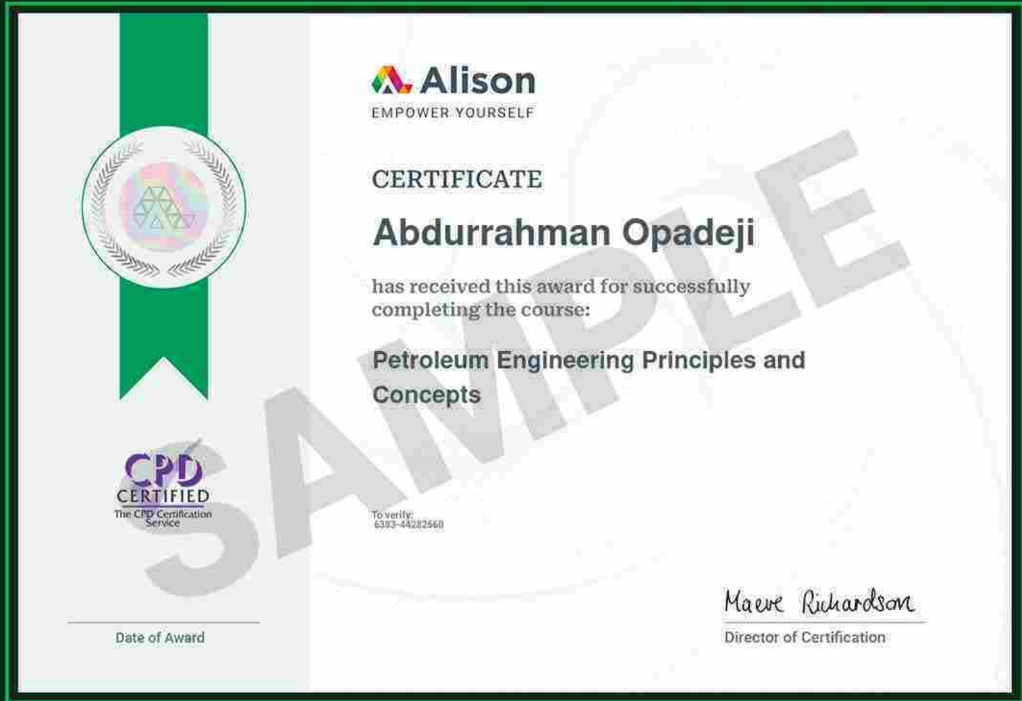 Alison
EMPOWER YOURSELF
CERTIFICATE
Abdurrahman Opadeji
has received this award for successfully
completing the course:
Petroleum Engineering Principles and
Concepts
SAMPLE
CPD
CERTIFIED
The CPD Certification
Service
To verify:
6383-44282660
Maeve Richardson
Date of Award
Director of Certification